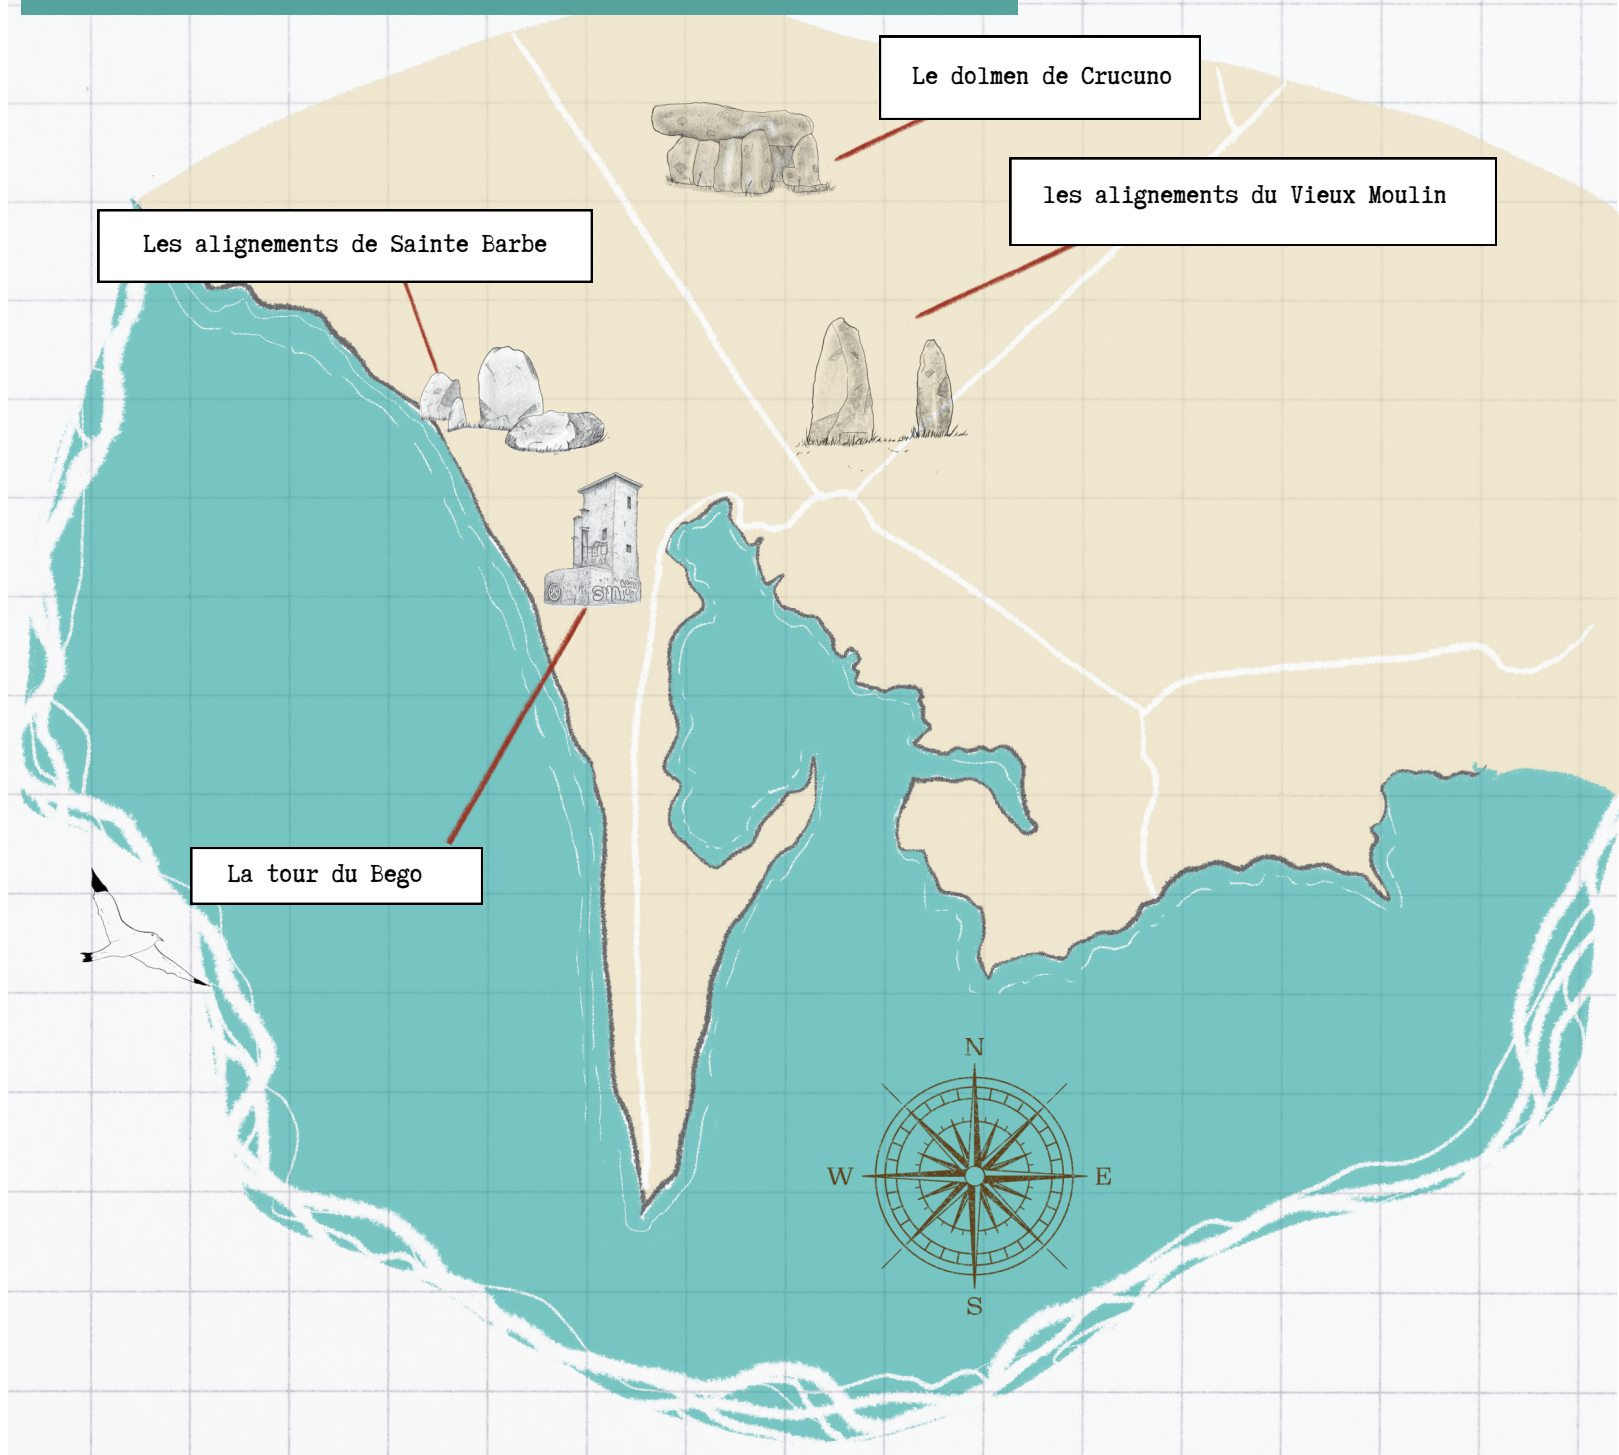 Le dolmen de Crucuno
les alignements du Vieux Moulin
Les alignements de Sainte Barbe
La tour du Bego
N
W
E
S